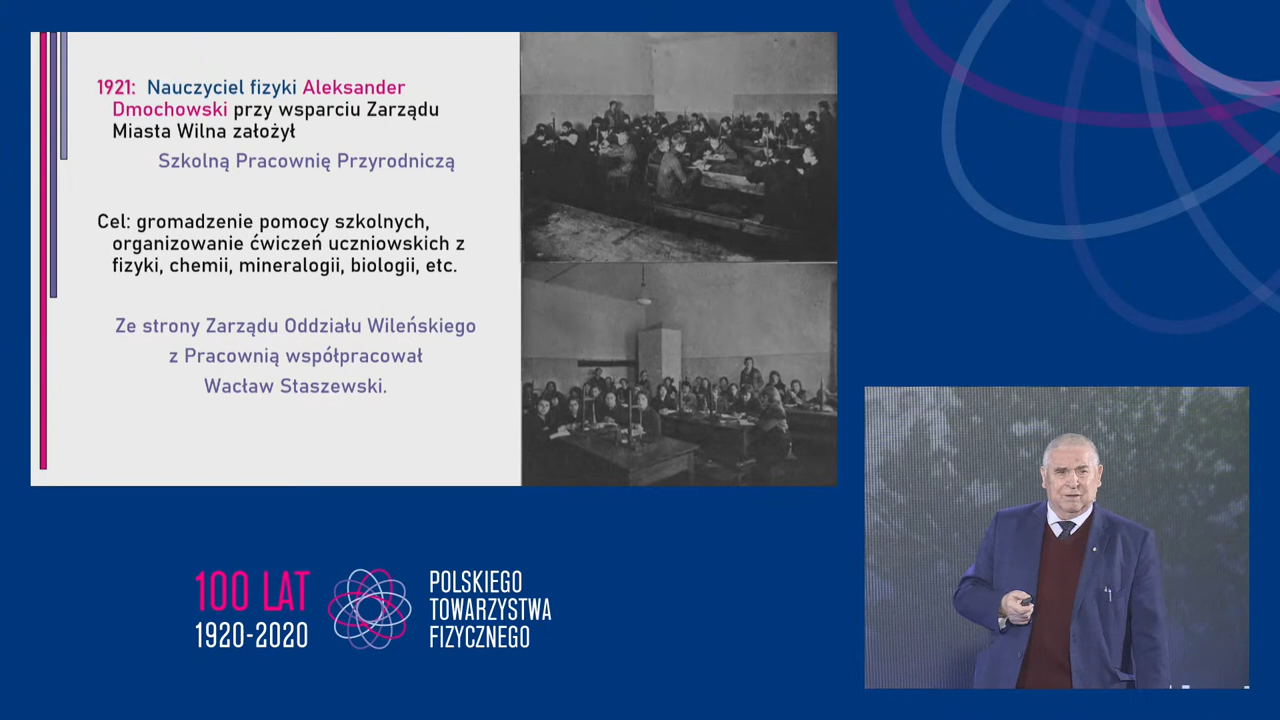 1921: Nauczyciel fizyki Aleksander
Dmochowski przy wsparciu Zarządu
Miasta Wilna założył
Szkolną Pracownię Przyrodniczą
Cel: gromadzenie pomocy szkolnych,
organizowanie ćwiczeń uczniowskich z
fizyki, chemii, mineralogii, biologii, etc.
Ze strony Zarządu Oddziału Wileńskiego
z Pracownią współpracował
Wacław Staszewski.
100 LAT
1920-2020
POLSKIEGO
TOWARZYSTWA
FIZYCZNEGO